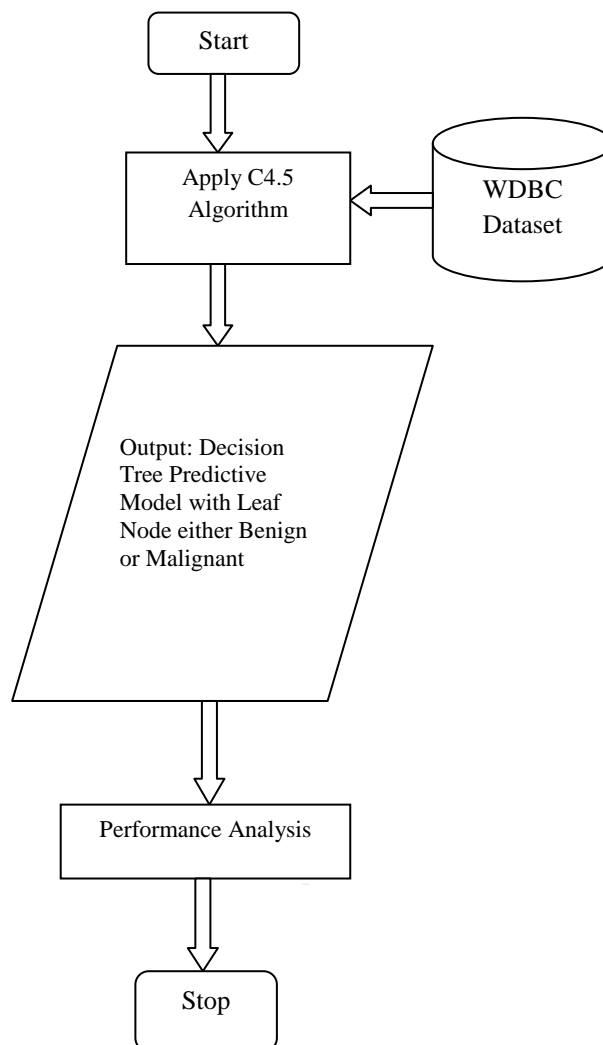 Start
Apply C4.5
Algorithm
WDBC
Dataset
Output: Decision
Tree Predictive
Model with Leaf
Node either Benign
or Malignant
Performance Analysis
Stop